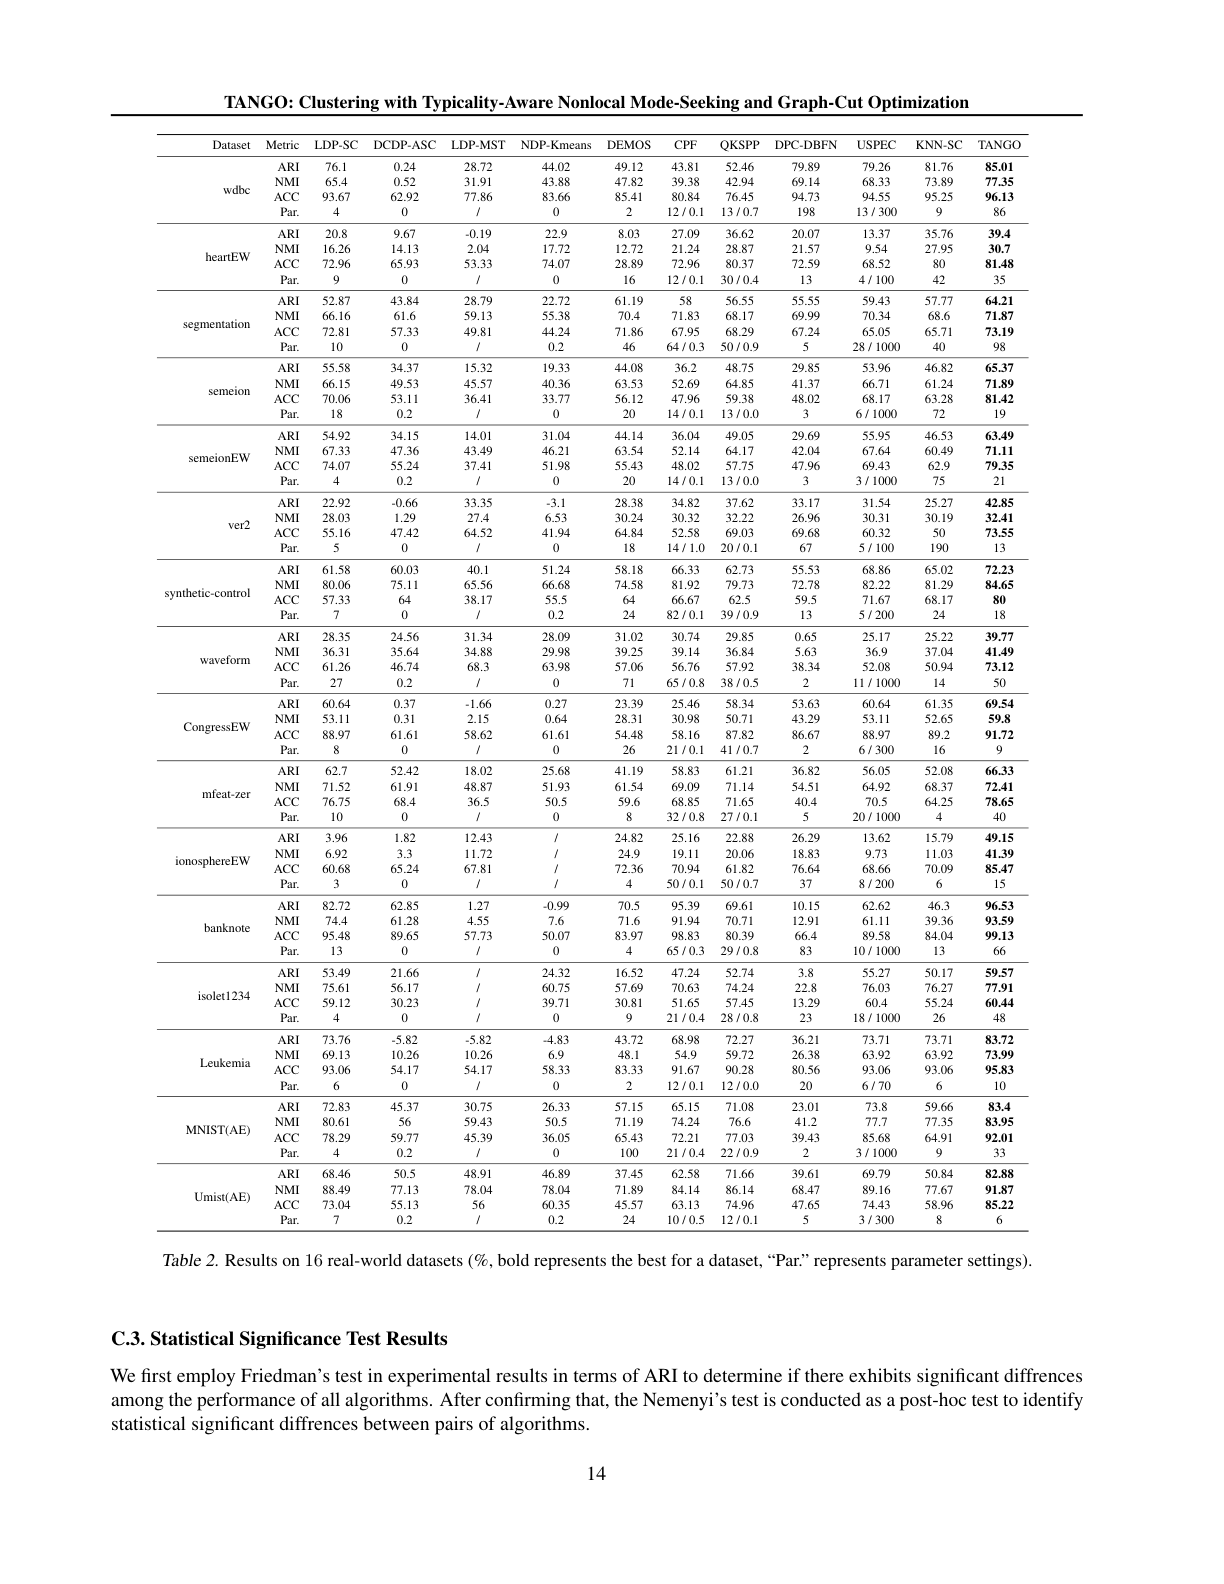 TANGO: Clustering with Typicality-Aware Nonlocal Mode-Seeking and Graph-Cut Optimization
Dataset Metric LDP-SC DCDP-ASC LDP-MST NDP-Kmeans DEMOS CPF QKSPP DPC-DBFN USPEC KNN-SC TANGO
wdbc
ARI 76.1 0.24 28.72 44.02 49.12 43.81 52.46 79.89 79.26 81.76 85.01
NMI 65.4 0.52 31.91 43.88 47.82 39.38 42.94 69.14 68.33 73.89 77.35
ACC 93.67 62.92 77.86 83.66 85.41 80.84 76.45 94.73 94.55 95.25 96.13
Par. 4 0 / 0 2 12 / 0.1 13 / 0.7 198 13 / 300 9 86
heartEW
ARI 20.8 9.67 -0.19 22.9 8.03 27.09 36.62 20.07 13.37 35.76 39.4
NMI 16.26 14.13 2.04 17.72 12.72 21.24 28.87 21.57 9.54 27.95 30.7
ACC 72.96 65.93 53.33 74.07 28.89 72.96 80.37 72.59 68.52 80 81.48
Par. 9 0 / 0 16 12 / 0.1 30 / 0.4 13 4 / 100 42 35
segmentation
ARI 52.87 43.84 28.79 22.72 61.19 58 56.55 55.55 59.43 57.77 64.21
NMI 66.16 61.6 59.13 55.38 70.4 71.83 68.17 69.99 70.34 68.6 71.87
ACC 72.81 57.33 49.81 44.24 71.86 67.95 68.29 67.24 65.05 65.71 73.19
Par. 10 0 / 0.2 46 64 / 0.3 50 / 0.9 5 28 / 1000 40 98
semeion
ARI 55.58 34.37 15.32 19.33 44.08 36.2 48.75 29.85 53.96 46.82 65.37
NMI 66.15 49.53 45.57 40.36 63.53 52.69 64.85 41.37 66.71 61.24 71.89
ACC 70.06 53.11 36.41 33.77 56.12 47.96 59.38 48.02 68.17 63.28 81.42
Par. 18 0.2 / 0 20 14 / 0.1 13 / 0.0 3 6 / 1000 72 19
semeionEW
ARI 54.92 34.15 14.01 31.04 44.14 36.04 49.05 29.69 55.95 46.53 63.49
NMI 67.33 47.36 43.49 46.21 63.54 52.14 64.17 42.04 67.64 60.49 71.11
ACC 74.07 55.24 37.41 51.98 55.43 48.02 57.75 47.96 69.43 62.9 79.35
Par. 4 0.2 / 0 20 14 / 0.1 13 / 0.0 3 3 / 1000 75 21
ver2
ARI 22.92 -0.66 33.35 -3.1 28.38 34.82 37.62 33.17 31.54 25.27 42.85
NMI 28.03 1.29 27.4 6.53 30.24 30.32 32.22 26.96 30.31 30.19 32.41
ACC 55.16 47.42 64.52 41.94 64.84 52.58 69.03 69.68 60.32 50 73.55
Par. 5 0 / 0 18 14 / 1.0 20 / 0.1 67 5 / 100 190 13
synthetic-control
ARI 61.58 60.03 40.1 51.24 58.18 66.33 62.73 55.53 68.86 65.02 72.23
NMI 80.06 75.11 65.56 66.68 74.58 81.92 79.73 72.78 82.22 81.29 84.65
ACC 57.33 64 38.17 55.5 64 66.67 62.5 59.5 71.67 68.17 80
Par. 7 0 / 0.2 24 82 / 0.1 39 / 0.9 13 5 / 200 24 18
waveform
ARI 28.35 24.56 31.34 28.09 31.02 30.74 29.85 0.65 25.17 25.22 39.77
NMI 36.31 35.64 34.88 29.98 39.25 39.14 36.84 5.63 36.9 37.04 41.49
ACC 61.26 46.74 68.3 63.98 57.06 56.76 57.92 38.34 52.08 50.94 73.12
Par. 27 0.2 / 0 71 65 / 0.8 38 / 0.5 2 11 / 1000 14 50
CongressEW
ARI 60.64 0.37 -1.66 0.27 23.39 25.46 58.34 53.63 60.64 61.35 69.54
NMI 53.11 0.31 2.15 0.64 28.31 30.98 50.71 43.29 53.11 52.65 59.8
ACC 88.97 61.61 58.62 61.61 54.48 58.16 87.82 86.67 88.97 89.2 91.72
Par. 8 0 / 0 26 21 / 0.1 41 / 0.7 2 6 / 300 16 9
mfeat-zer
ARI 62.7 52.42 18.02 25.68 41.19 58.83 61.21 36.82 56.05 52.08 66.33
NMI 71.52 61.91 48.87 51.93 61.54 69.09 71.14 54.51 64.92 68.37 72.41
ACC 76.75 68.4 36.5 50.5 59.6 68.85 71.65 40.4 70.5 64.25 78.65
Par. 10 0 / 0 8 32 / 0.8 27 / 0.1 5 20 / 1000 4 40
ionosphereEW
ARI 3.96 1.82 12.43 / 24.82 25.16 22.88 26.29 13.62 15.79 49.15
NMI 6.92 3.3 11.72 / 24.9 19.11 20.06 18.83 9.73 11.03 41.39
ACC 60.68 65.24 67.81 / 72.36 70.94 61.82 76.64 68.66 70.09 85.47
Par. 3 0 / / 4 50 / 0.1 50 / 0.7 37 8 / 200 6 15
banknote
ARI 82.72 62.85 1.27 -0.99 70.5 95.39 69.61 10.15 62.62 46.3 96.53
NMI 74.4 61.28 4.55 7.6 71.6 91.94 70.71 12.91 61.11 39.36 93.59
ACC 95.48 89.65 57.73 50.07 83.97 98.83 80.39 66.4 89.58 84.04 99.13
Par. 13 0 / 0 4 65 / 0.3 29 / 0.8 83 10 / 1000 13 66
isolet1234
ARI 53.49 21.66 / 24.32 16.52 47.24 52.74 3.8 55.27 50.17 59.57
NMI 75.61 56.17 / 60.75 57.69 70.63 74.24 22.8 76.03 76.27 77.91
ACC 59.12 30.23 / 39.71 30.81 51.65 57.45 13.29 60.4 55.24 60.44
Par. 4 0 / 0 9 21 / 0.4 28 / 0.8 23 18 / 1000 26 48
Leukemia
ARI 73.76 -5.82 -5.82 -4.83 43.72 68.98 72.27 36.21 73.71 73.71 83.72
NMI 69.13 10.26 10.26 6.9 48.1 54.9 59.72 26.38 63.92 63.92 73.99
ACC 93.06 54.17 54.17 58.33 83.33 91.67 90.28 80.56 93.06 93.06 95.83
Par. 6 0 / 0 2 12 / 0.1 12 / 0.0 20 6 / 70 6 10
MNIST(AE)
ARI 72.83 45.37 30.75 26.33 57.15 65.15 71.08 23.01 73.8 59.66 83.4
NMI 80.61 56 59.43 50.5 71.19 74.24 76.6 41.2 77.7 77.35 83.95
ACC 78.29 59.77 45.39 36.05 65.43 72.21 77.03 39.43 85.68 64.91 92.01
Par. 4 0.2 / 0 100 21 / 0.4 22 / 0.9 2 3 / 1000 9 33
Umist(AE)
ARI 68.46 50.5 48.91 46.89 37.45 62.58 71.66 39.61 69.79 50.84 82.88
NMI 88.49 77.13 78.04 78.04 71.89 84.14 86.14 68.47 89.16 77.67 91.87
ACC 73.04 55.13 56 60.35 45.57 63.13 74.96 47.65 74.43 58.96 85.22
Par. 7 0.2 / 0.2 24 10 / 0.5 12 / 0.1 5 3 / 300 8 6
Table 2. Results on 16 real-world datasets (%, bold represents the best for a dataset, “Par.” represents parameter settings).
C.3. Statistical Significance Test Results
We first employ Friedman’s test in experimental results in terms of ARI to determine if there exhibits significant diffrences
among the performance of all algorithms. After confirming that, the Nemenyi’s test is conducted as a post-hoc test to identify
statistical significant diffrences between pairs of algorithms.
14